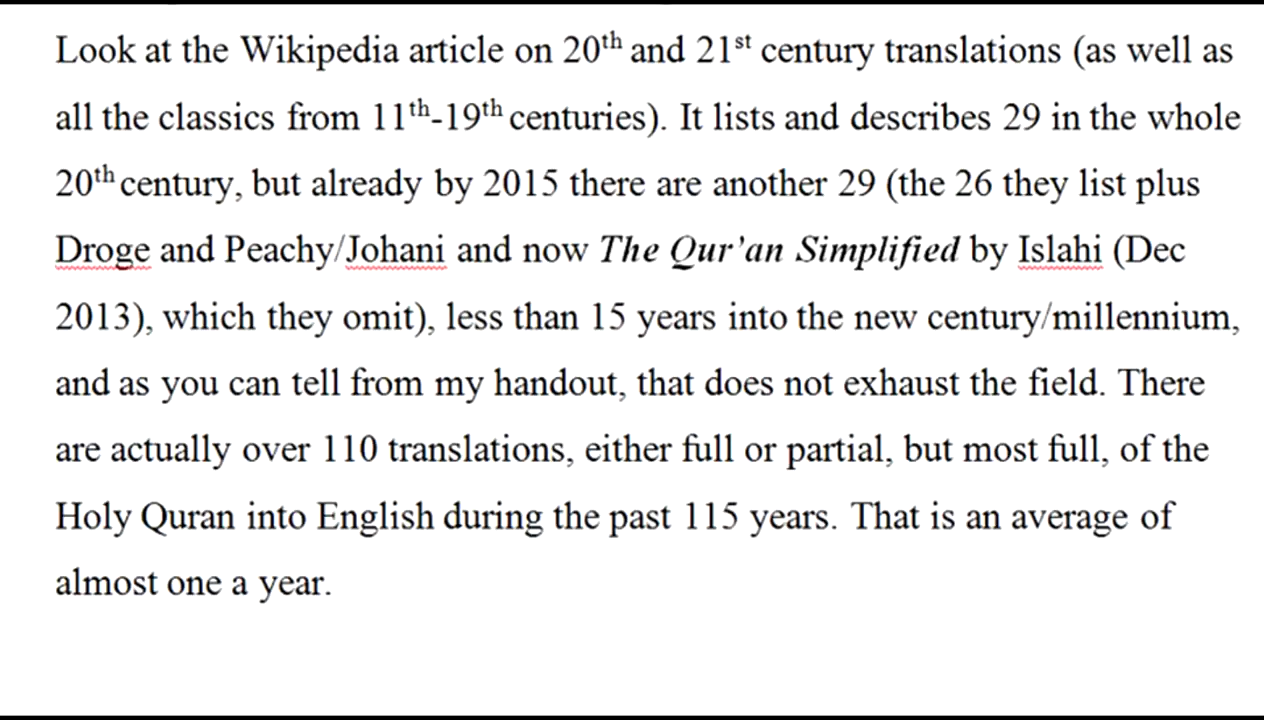 Look at the Wikipedia article on 20th and 21st century translations (as well as
all the classics from 11th-19th centuries). It lists and describes 29 in the whole
20th century, but already by 2015 there are another 29 (the 26 they list plus
Droge and Peachy/Johani and now The Qur’an Simplified by Islahi (Dec
2013), which they omit), less than 15 years into the new century/millennium,
and as you can tell from my handout, that does not exhaust the field. There
are actually over 110 translations, either full or partial, but most full, of the
Holy Quran into English during the past 115 years. That is an average of
almost one a year.